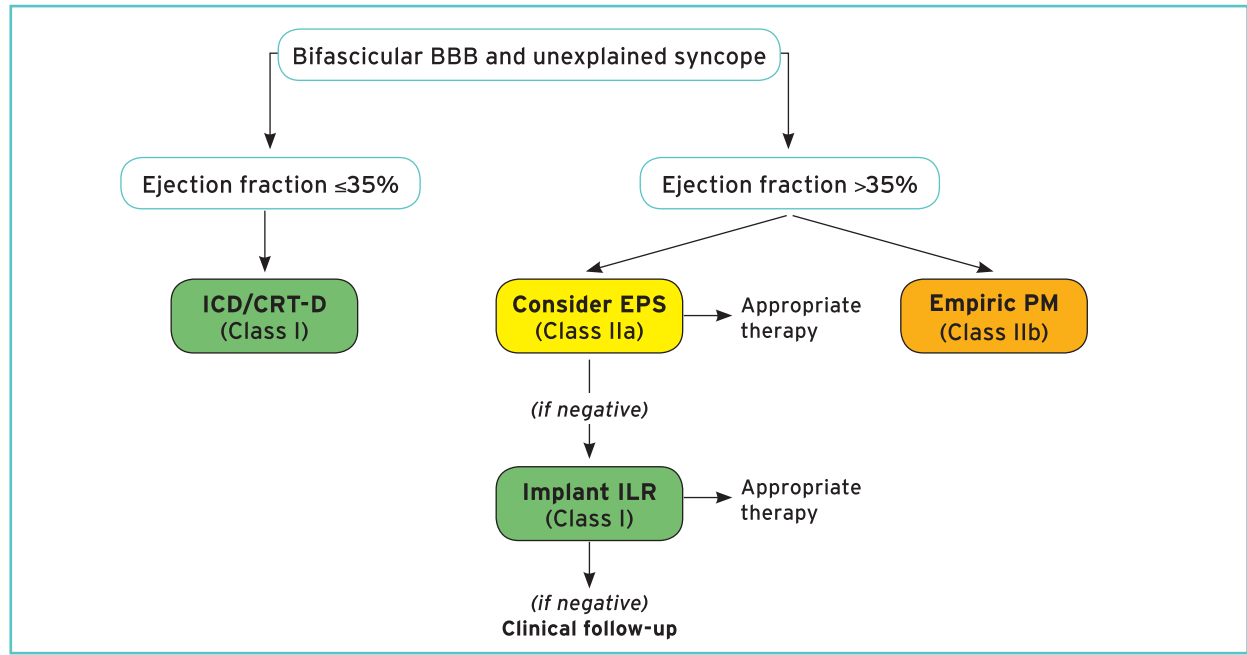 Bifascicular BBB and unexplained syncope
Ejection fraction ≤35%
Ejection fraction >35%
ICD/CRT-D
(Class I)
Consider EPS
(Class IIa)
Appropriate
therapy
Empiric PM
(Class IIb)
(if negative)
Implant ILR
(Class I)
Appropriate
therapy
(if negative)
Clinical follow-up